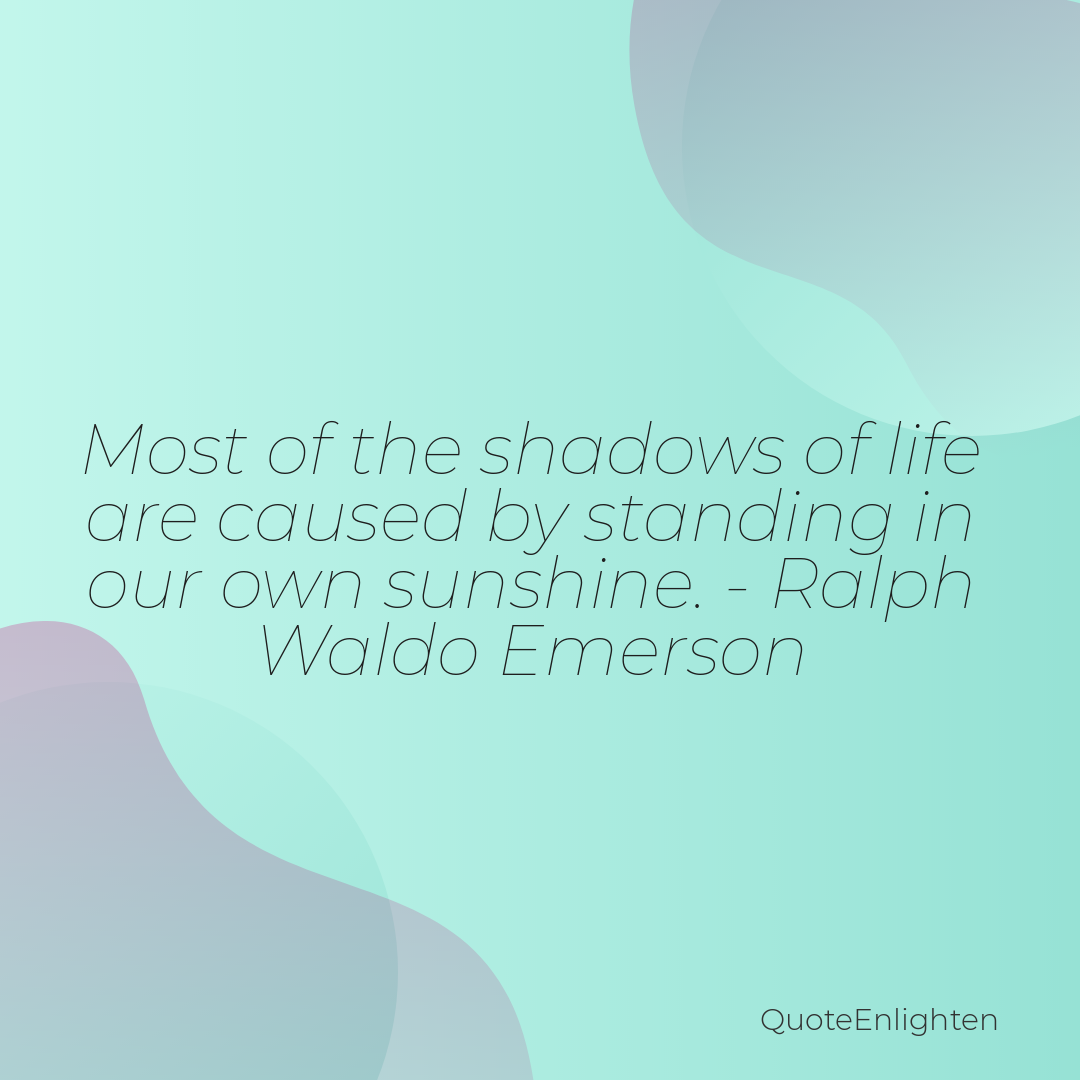 Most of the shadows of life
are caused by standing in
our own sunshine. - Ralph
Waldo Emerson
QuoteEnlighten